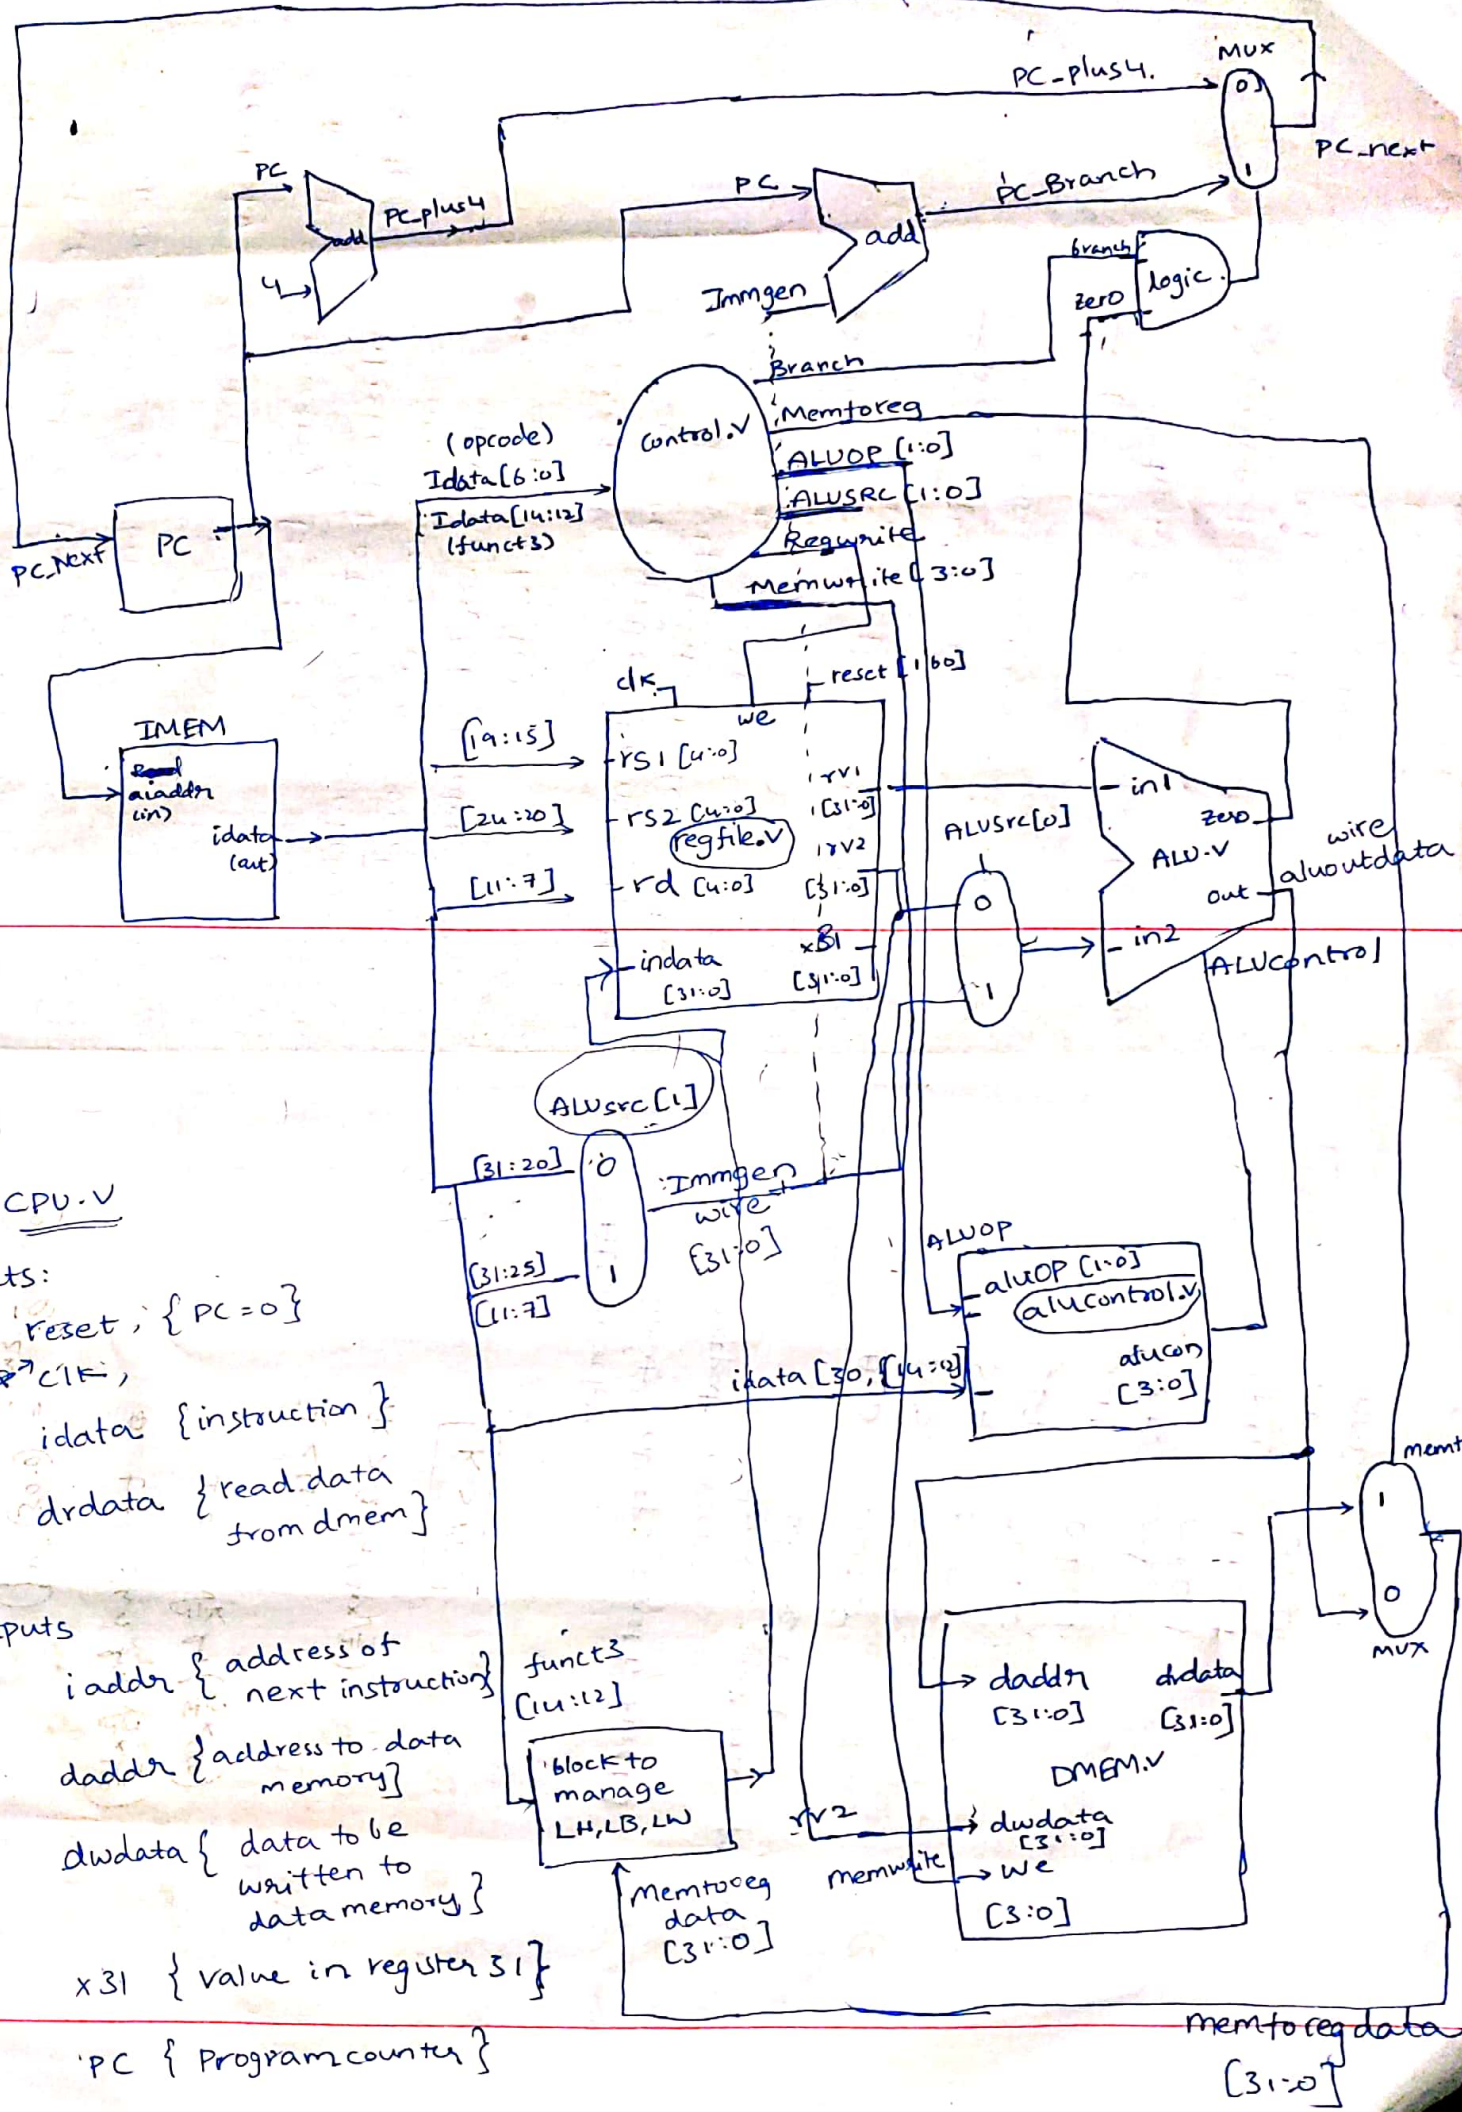 MUX
PC-plus4.
0
1
PC-next
PC
add
PC-plus4
4
PC
add
PC-Branch
Immgen
branch
zero
logic
Branch
Memtoreg
control.v
ALUOP [1:0]
ALUSRC [1:0]
Regwrite
Memwrite [3:0]
(opcode)
Idata[6:0]
Idata[14:12]
(funct3)
PC
PC_Next
clk
we
reset
IMEM
iaddr
(in)
idata
(out)
[19:15]
[24:20]
[11:7]
rs1 [4:0]
rs2 [4:0]
regfile.v
rd [4:0]
indata
[31:0]
rv1
[31:0]
rv2
[31:0]
x31
[31:0]
ALUSrc[0]
0
1
in1
zero
ALU.V
out
in2
wire
aluoutdata
ALUcontrol
ALUsrc[1]
[31:20]
0
[31:25]
[11:7]
1
Immgen
wire
[31:0]
ALUOP
aluOP [1:0]
alucontrol.v
alucon
[3:0]
idata[30, [14:12]]
CPU.V
ts:
reset, {PC=0}
clk,
idata {instruction}
drdata {read data
from dmem}
puts
iaddr { address of
next instruction}
daddr {address to data
memory}
dwdata { data to be
written to
data memory}
x31 { value in register 31}
PC { Program counter}
funct3
[14:12]
block to
manage
LH, LB, LW
Memtoreg
data
[31:0]
memt
1
0
MUX
daddr
[31:0]
drdata
[31:0]
DMEM.V
rv2
dwdata
[31:0]
memwrite
we
[3:0]
memtoregdata
[31:0]